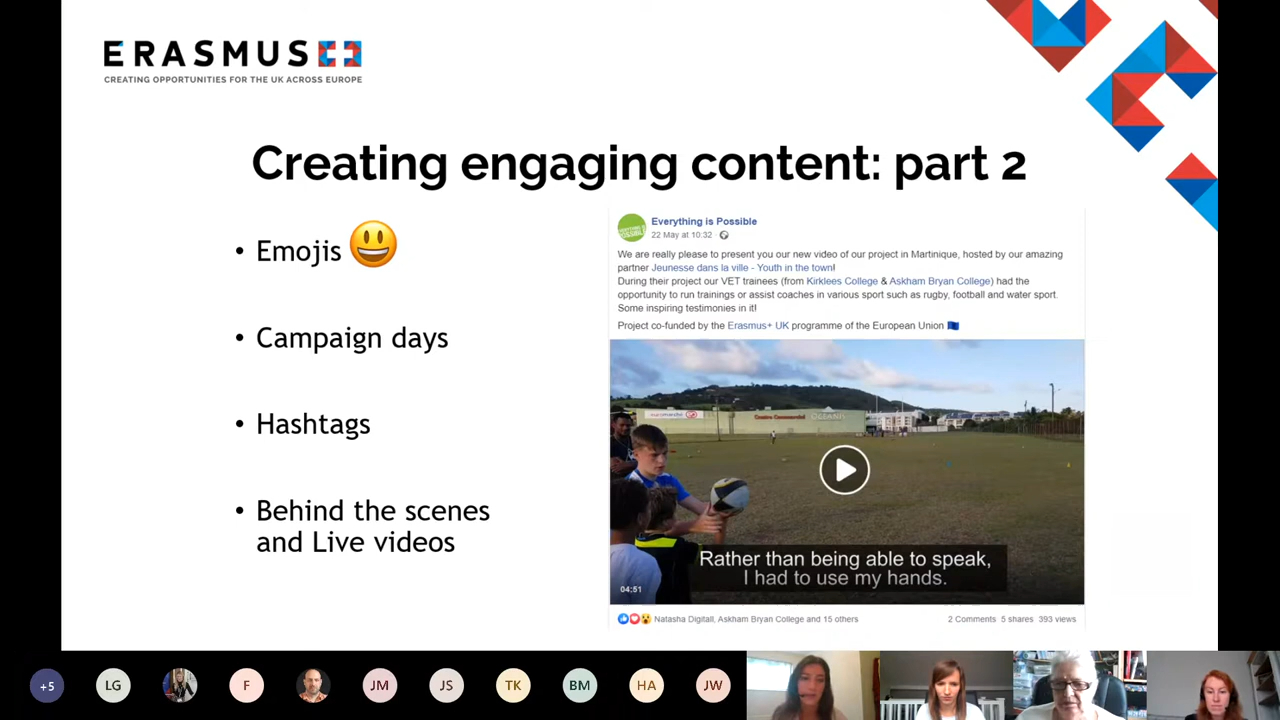 ERASMUS
CREATING OPPORTUNITIES FOR THE UK ACROSS EUROPE
Creating engaging content: part 2
• Emojis 😃
• Campaign days
• Hashtags
• Behind the scenes
and Live videos
Everything is Possible
22 May at 10:32
We are really please to present you our new video of our project in Martinique, hosted by our amazing
partner Jeunesse dans la ville - Youth in the town!
During their project our VET trainees (from Kirklees College & Askham Bryan College) had the
opportunity to run trainings or assist coaches in various sport such as rugby, football and water sport.
Some inspiring testimonies in it!
Project co-funded by the Erasmus+ UK programme of the European Union
Centre Commercial OCEANIS
Rather than being able to speak,
I had to use my hands.
04:51
Natasha Digitall, Askham Bryan College and 15 others
2 Comments 5 shares 393 views
+5
LG
F
JM
JS
TK
BM
HA
JW